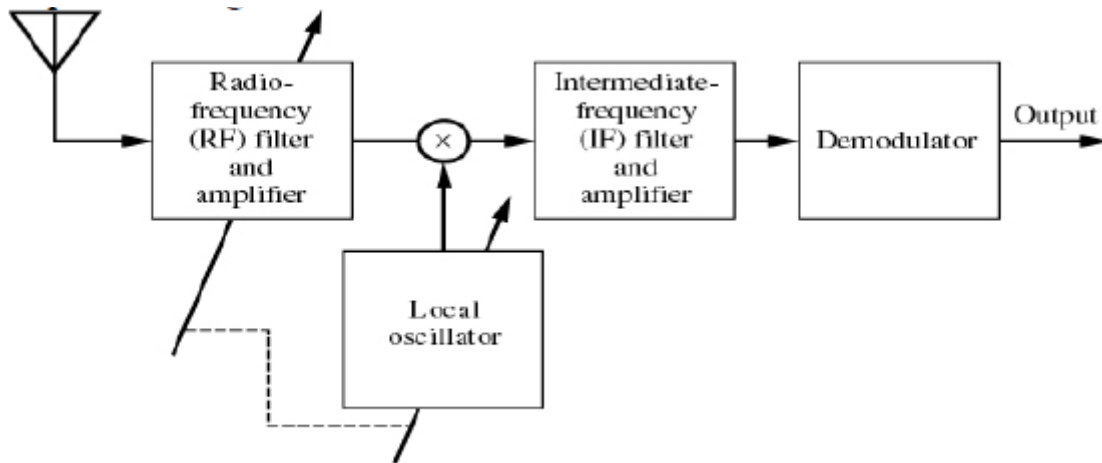 Radio-
frequency
(RF) filter
and
amplifier
×
Intermediate-
frequency
(IF) filter
and
amplifier
Demodulator
Output
Local
oscillator